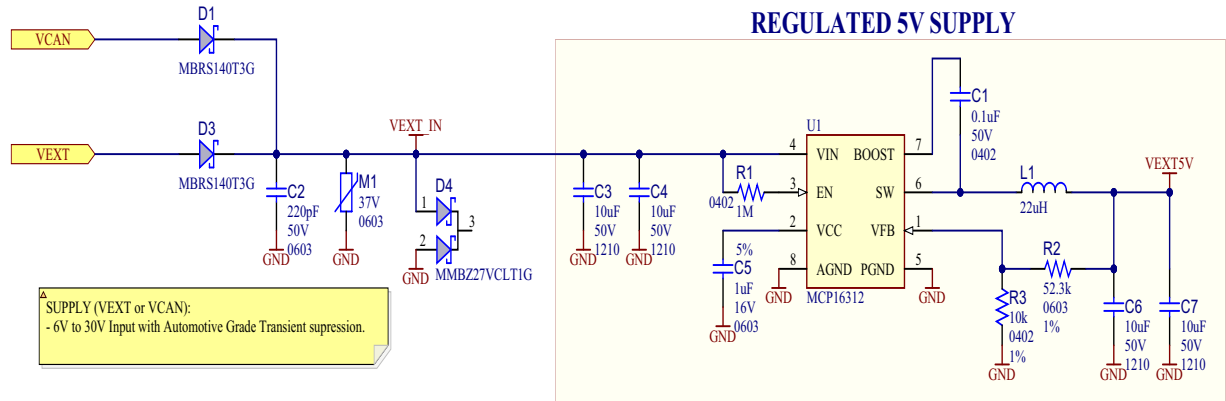 REGULATED 5V SUPPLY
D1
VCAN
MBRS140T3G
D3
VEXT
MBRS140T3G
C2
220pF
50V
0603
GND
M1
37V
0603
GND
VEXT_IN
D4
1
2
3
GND
MMBZ27VCLT1G
C3
10uF
50V
1210
GND
C4
10uF
50V
1210
GND
R1
0402
1M
5%
C5
1uF
16V
0603
GND
U1
4
VIN
BOOST
7
3
EN
SW
6
2
VCC
VFB
1
8
AGND
PGND
5
MCP16312
GND
GND
C1
0.1uF
50V
0402
L1
22uH
VEXT5V
R2
52.3k
0603
1%
R3
10k
0402
1%
GND
C6
10uF
50V
1210
GND
C7
10uF
50V
1210
GND
SUPPLY (VEXT or VCAN):
- 6V to 30V Input with Automotive Grade Transient supression.